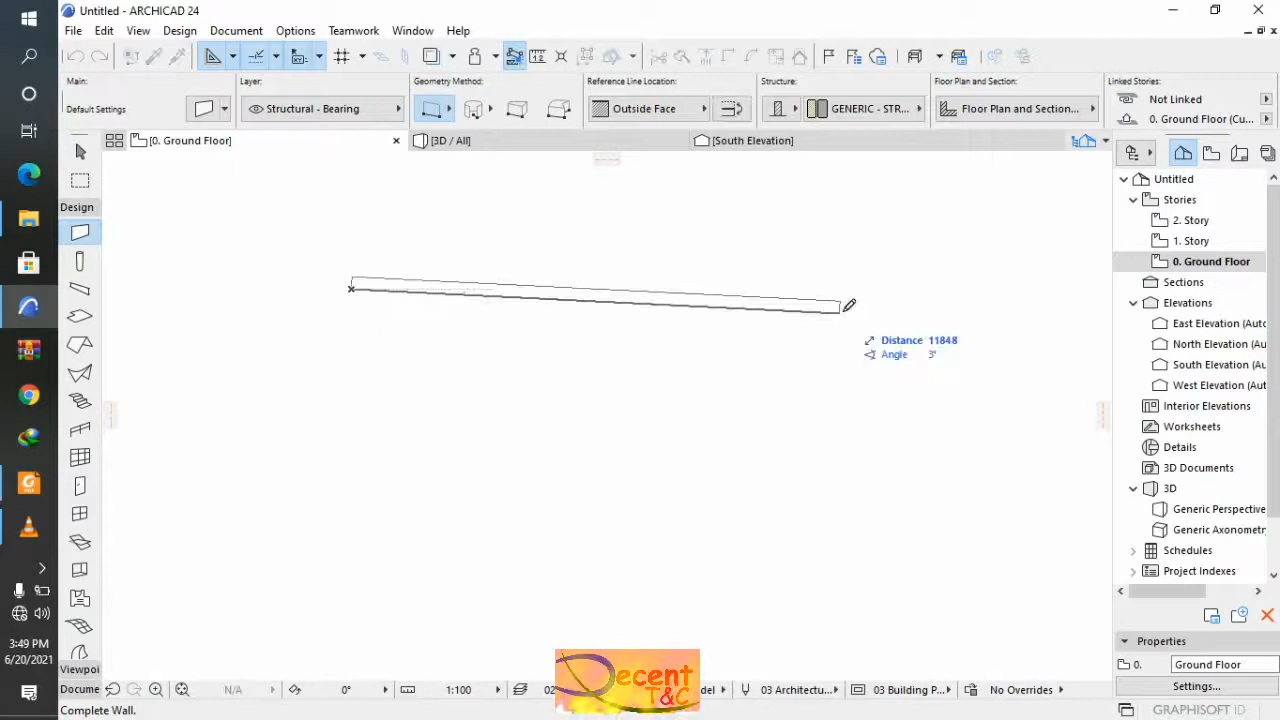 Untitled - ARCHICAD 24
File Edit View Design Document Options Teamwork Window Help
Main: Layer: Geometry Method: Reference Line Location: Structure: Floor Plan and Section: Linked Stories:
Default Settings Structural - Bearing Outside Face GENERIC - STR... Floor Plan and Section... Not Linked
0. Ground Floor (Cu...
[0. Ground Floor] [3D / All] [South Elevation]
Design
Untitled
Stories
2. Story
1. Story
0. Ground Floor
Sections
Elevations
East Elevation (Auto
North Elevation (Au
South Elevation (Au
West Elevation (Aut
Interior Elevations
Worksheets
Details
3D Documents
3D
Generic Perspective
Generic Axonometr
Schedules
Project Indexes
Distance 11848
Angle 3°
Properties
0. Ground Floor
Settings...
3:49 PM
6/20/2021
Viewpoi
Docume N/A 0° 1:100 02 del 03 Architectu... 03 Building P... No Overrides
Complete Wall.
GRAPHISOFT ID
Decent
T&C